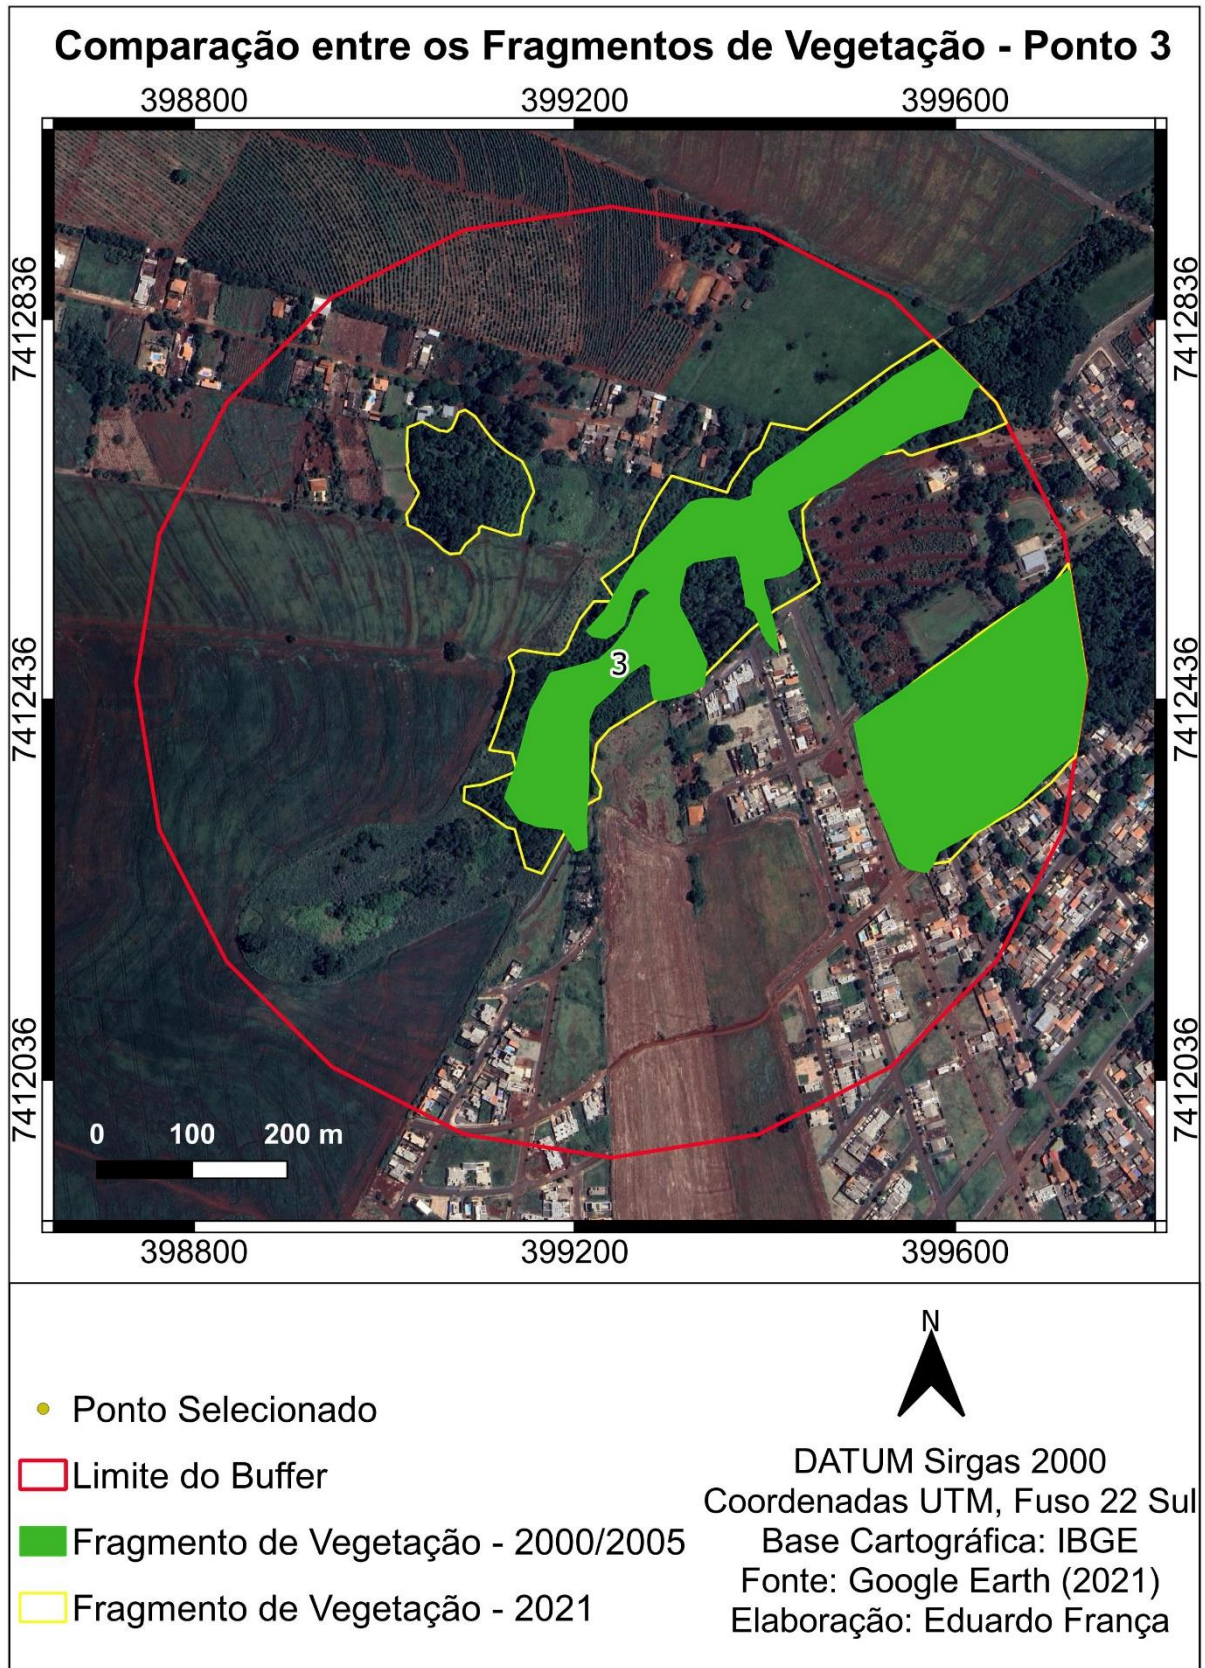 Comparação entre os Fragmentos de Vegetação - Ponto 3
398800 399200 399600
7412836 7412836
3
7412436 7412436
7412036 7412036
0 100 200 m
398800 399200 399600
N
Ponto Selecionado
Limite do Buffer
Fragmento de Vegetação - 2000/2005
Fragmento de Vegetação - 2021
DATUM Sirgas 2000
Coordenadas UTM, Fuso 22 Sul
Base Cartográfica: IBGE
Fonte: Google Earth (2021)
Elaboração: Eduardo França